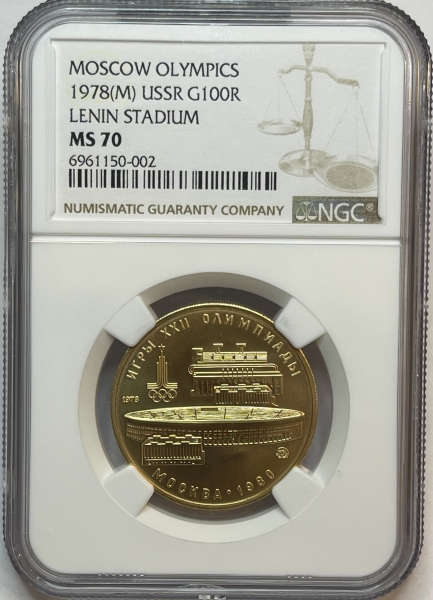 MOSCOW OLYMPICS
1978(M) USSR G100R
LENIN STADIUM
MS 70
6961150-002
NUMISMATIC GUARANTY COMPANY
NGC®
ИГРЫ XXII ОЛИМПИАДЫ
1978
МОСКВА • 1980